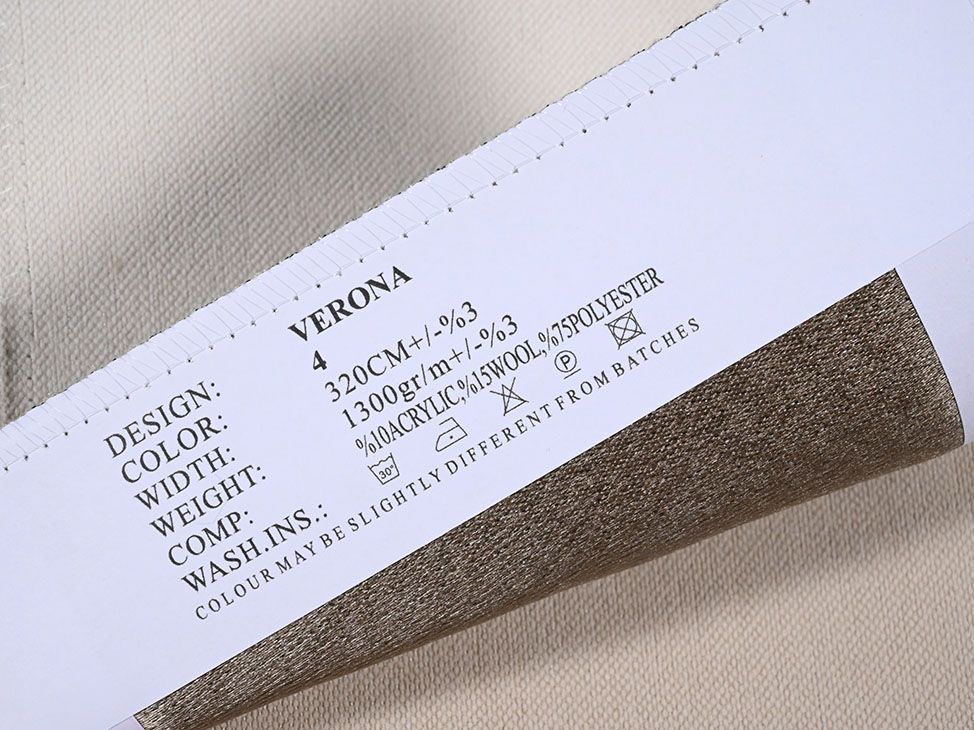 DESIGN: VERONA
COLOR: 4
WIDTH: 320CM+/-%3
WEIGHT: 1300gr/m+/-%3
COMP: %10ACRYLIC,%15WOOL,%75POLYESTER
WASH.INS.: 30° P
COLOUR MAY BE SLIGHTLY DIFFERENT FROM BATCHES